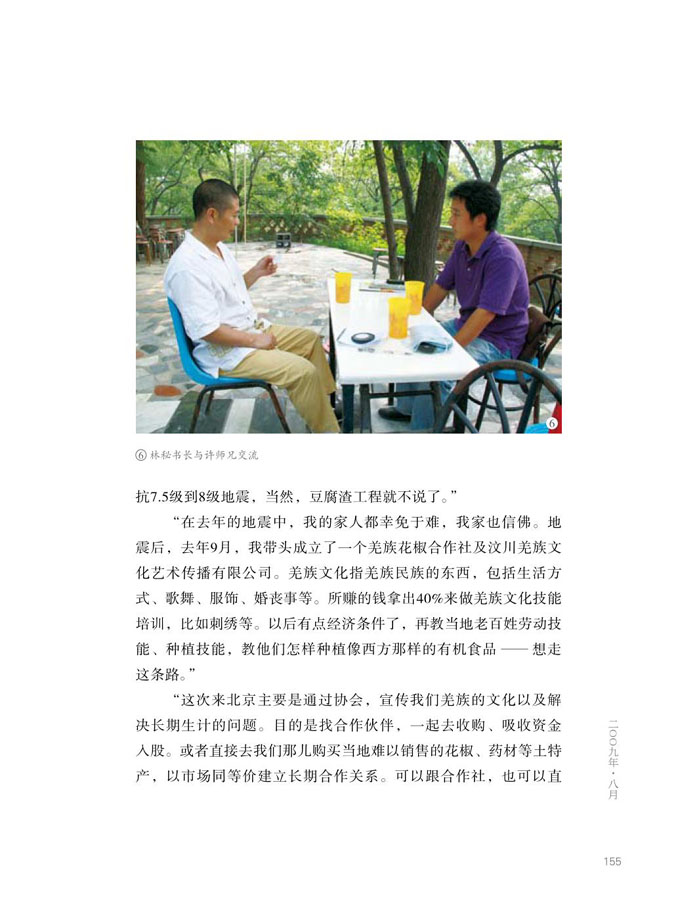 6
⑥ 林秘书长与许师兄交流
抗7.5级到8级地震，当然，豆腐渣工程就不说了。”
“在去年的地震中，我的家人都幸免于难，我家也信佛。地
震后，去年9月，我带头成立了一个羌族花椒合作社及汶川羌族文
化艺术传播有限公司。羌族文化指羌族民族的东西，包括生活方
式、歌舞、服饰、婚丧事等。所赚的钱拿出40%来做羌族文化技能
培训，比如刺绣等。以后有点经济条件了，再教当地老百姓劳动技
能、种植技能，教他们怎样种植像西方那样的有机食品 —— 想走
这条路。”
“这次来北京主要是通过协会，宣传我们羌族的文化以及解
决长期生计的问题。目的是找合作伙伴，一起去收购、吸收资金
入股。或者直接去我们那儿购买当地难以销售的花椒、药材等土特
产，以市场同等价建立长期合作关系。可以跟合作社，也可以直
二〇〇九年·八月
155